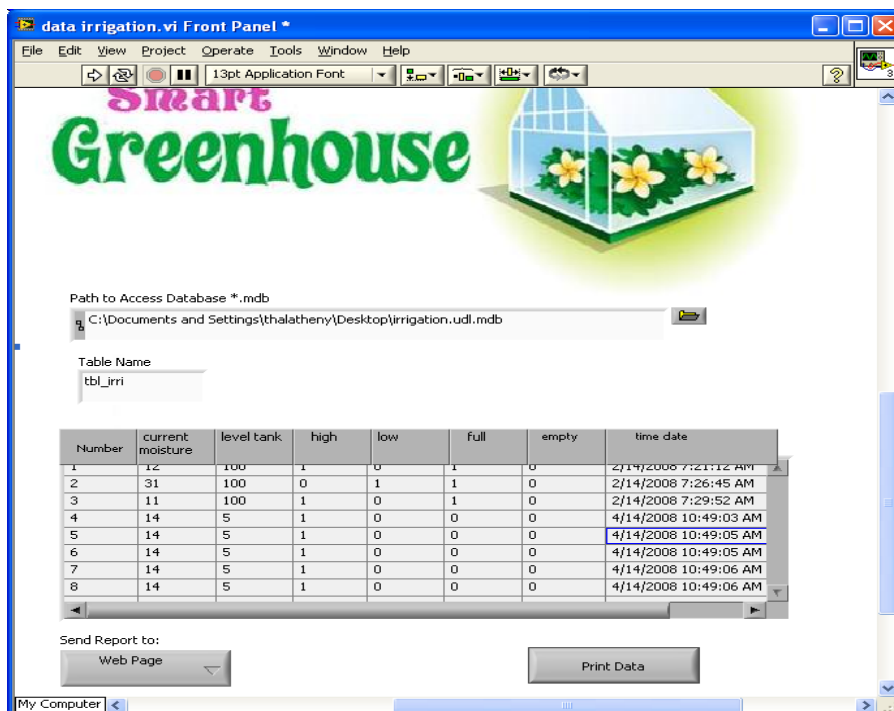 data irrigation.vi Front Panel *
File Edit View Project Operate Tools Window Help
13pt Application Font
3
Smart
Greenhouse
Path to Access Database *.mdb
C:\Documents and Settings\thalatheny\Desktop\irrigation.udl.mdb
Table Name
tbl_irri
Number current moisture level tank high low full empty time date
1 12 100 1 0 1 0 2/14/2008 7:21:12 AM
2 31 100 0 1 1 0 2/14/2008 7:26:45 AM
3 11 100 1 0 1 0 2/14/2008 7:29:52 AM
4 14 5 1 0 0 0 4/14/2008 10:49:03 AM
5 14 5 1 0 0 0 4/14/2008 10:49:05 AM
6 14 5 1 0 0 0 4/14/2008 10:49:05 AM
7 14 5 1 0 0 0 4/14/2008 10:49:06 AM
8 14 5 1 0 0 0 4/14/2008 10:49:06 AM
Send Report to:
Web Page
Print Data
My Computer